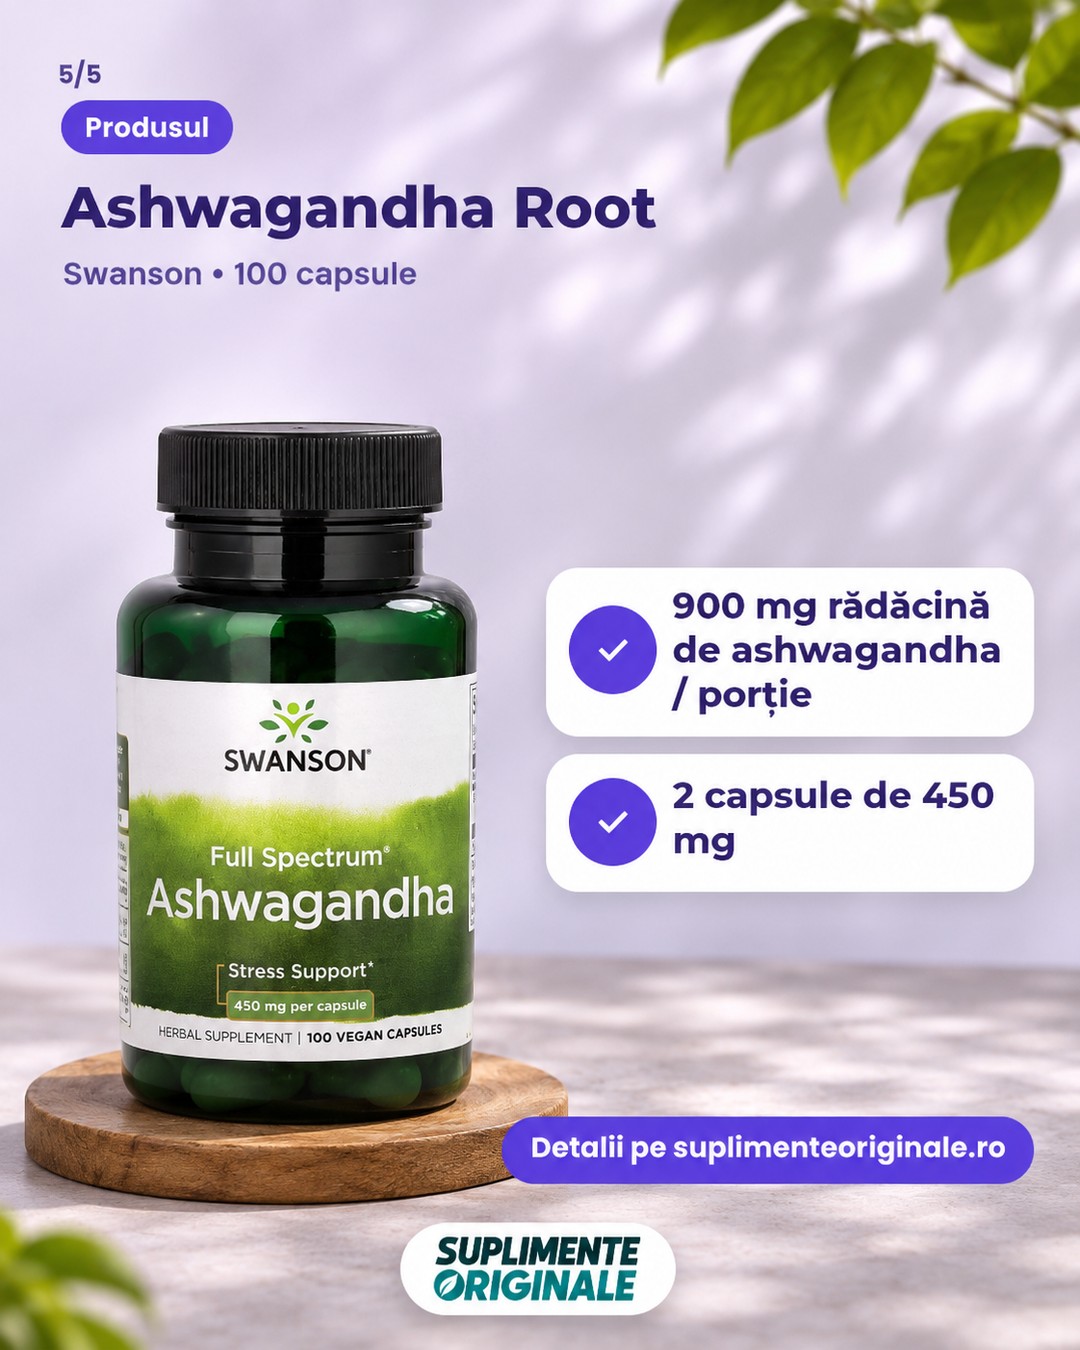 5/5
Produsul
Ashwagandha Root
Swanson • 100 capsule
900 mg rădăcină
de ashwagandha
/ porție
2 capsule de 450
mg
SWANSON®
Full Spectrum®
Ashwagandha
Stress Support*
450 mg per capsule
HERBAL SUPPLEMENT | 100 VEGAN CAPSULES
Detalii pe suplimenteoriginale.ro
SUPLIMENTE
ORIGINALE